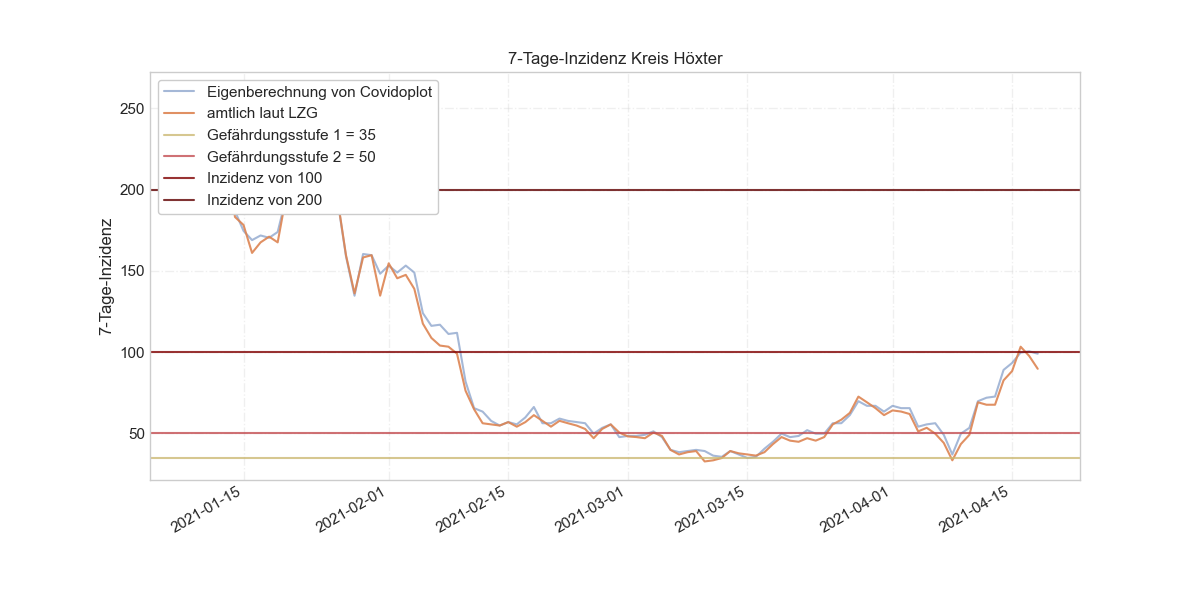 7-Tage-Inzidenz Kreis Höxter
Eigenberechnung von Covidoplot
amtlich laut LZG
Gefährdungsstufe 1 = 35
Gefährdungsstufe 2 = 50
Inzidenz von 100
Inzidenz von 200
7-Tage-Inzidenz
250
200
150
100
50
2021-01-15
2021-02-01
2021-02-15
2021-03-01
2021-03-15
2021-04-01
2021-04-15